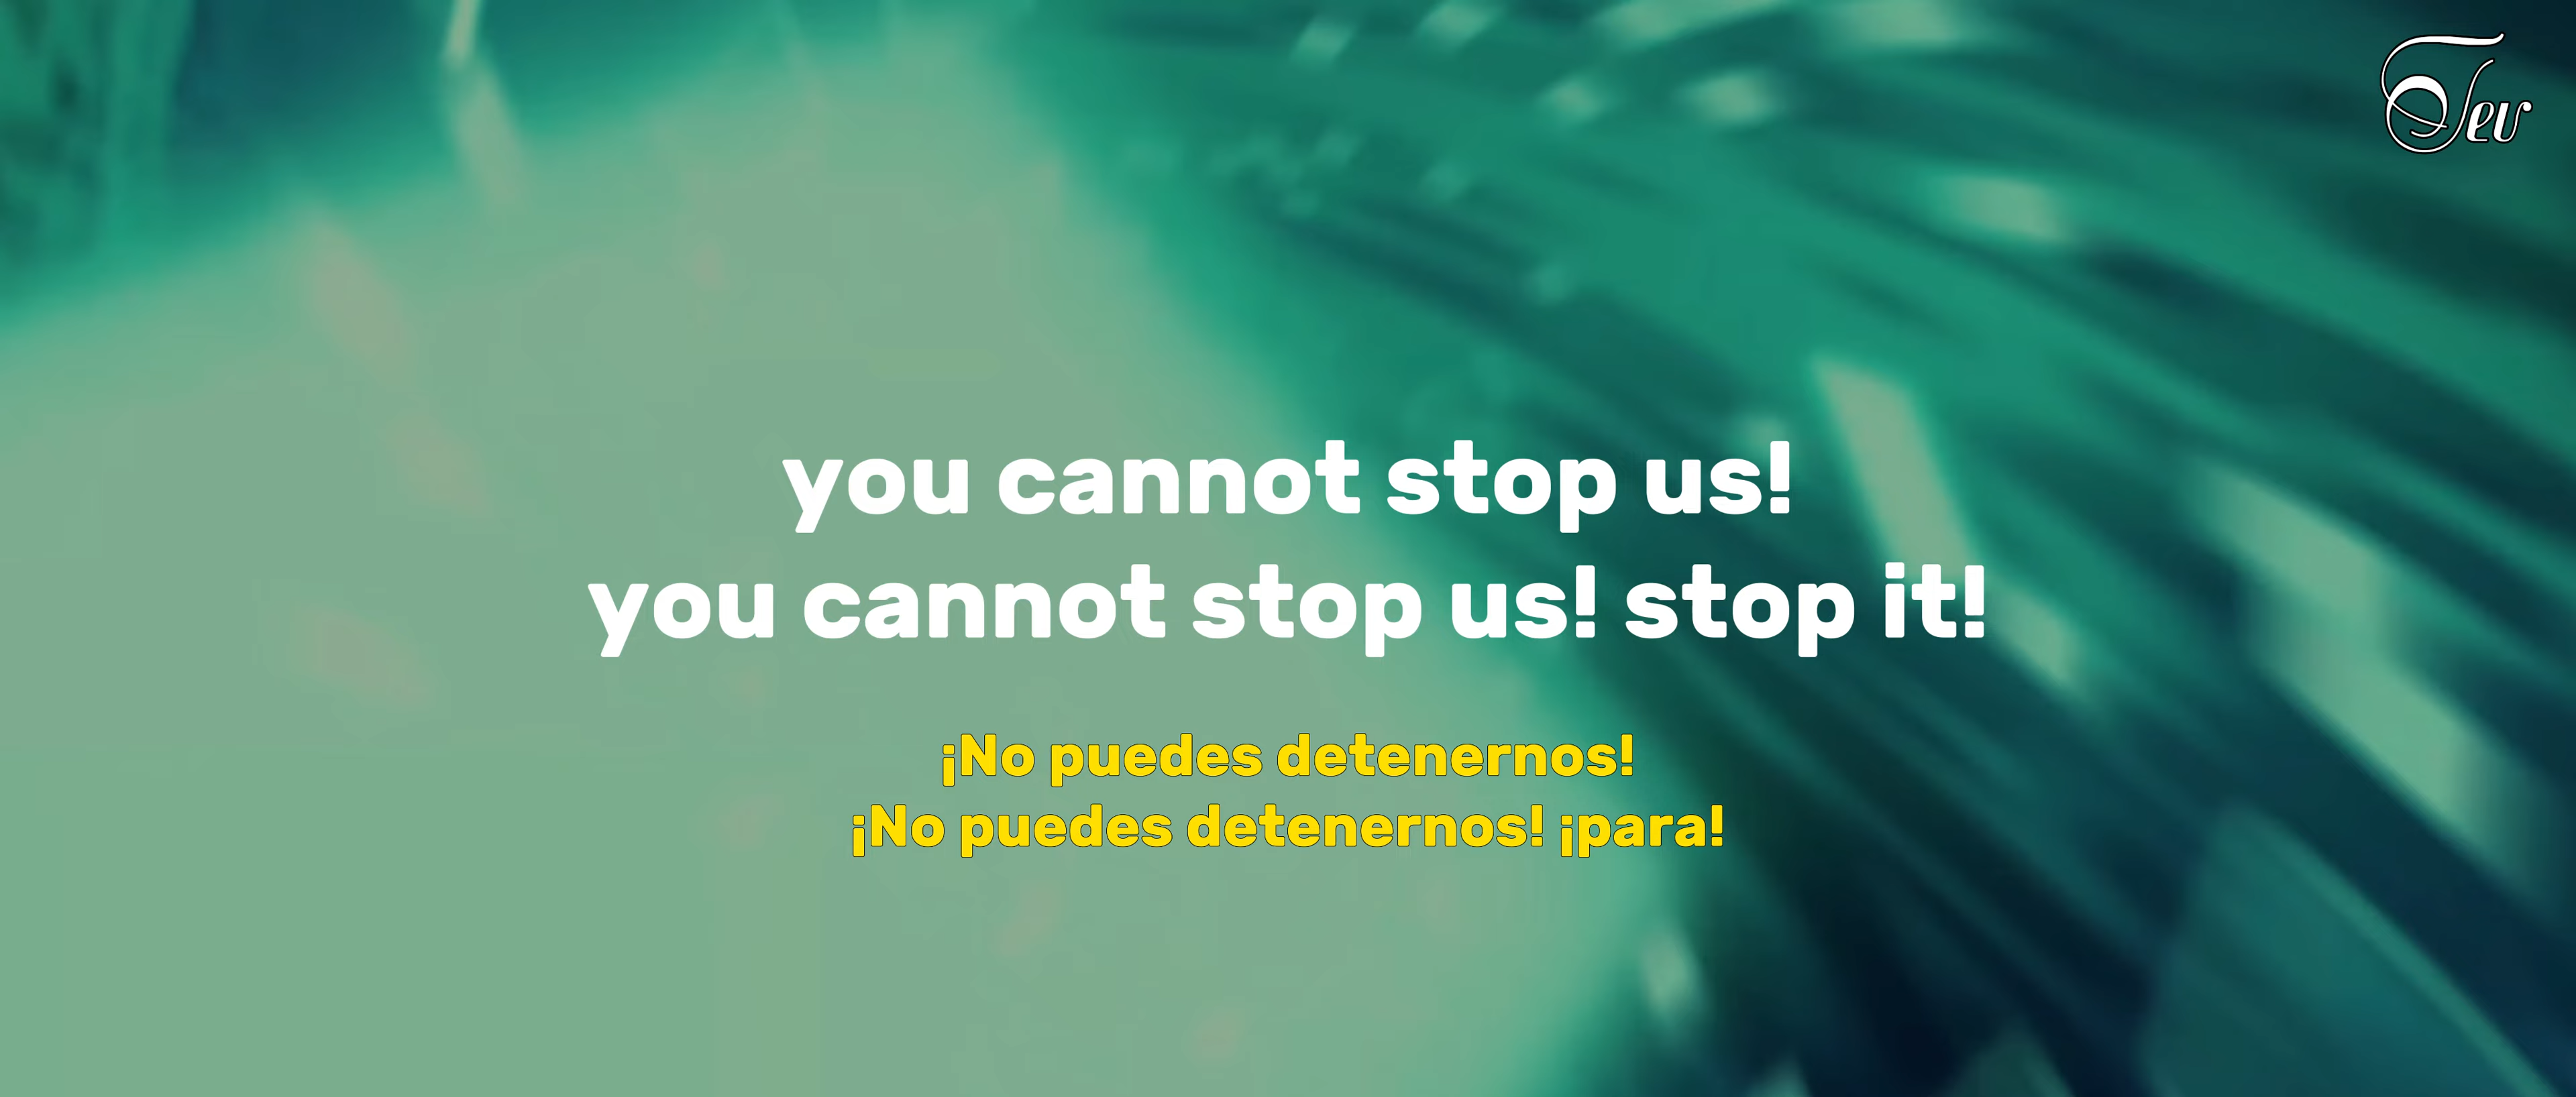 Tev
you cannot stop us!
you cannot stop us! stop it!
¡No puedes detenernos!
¡No puedes detenernos! ¡para!